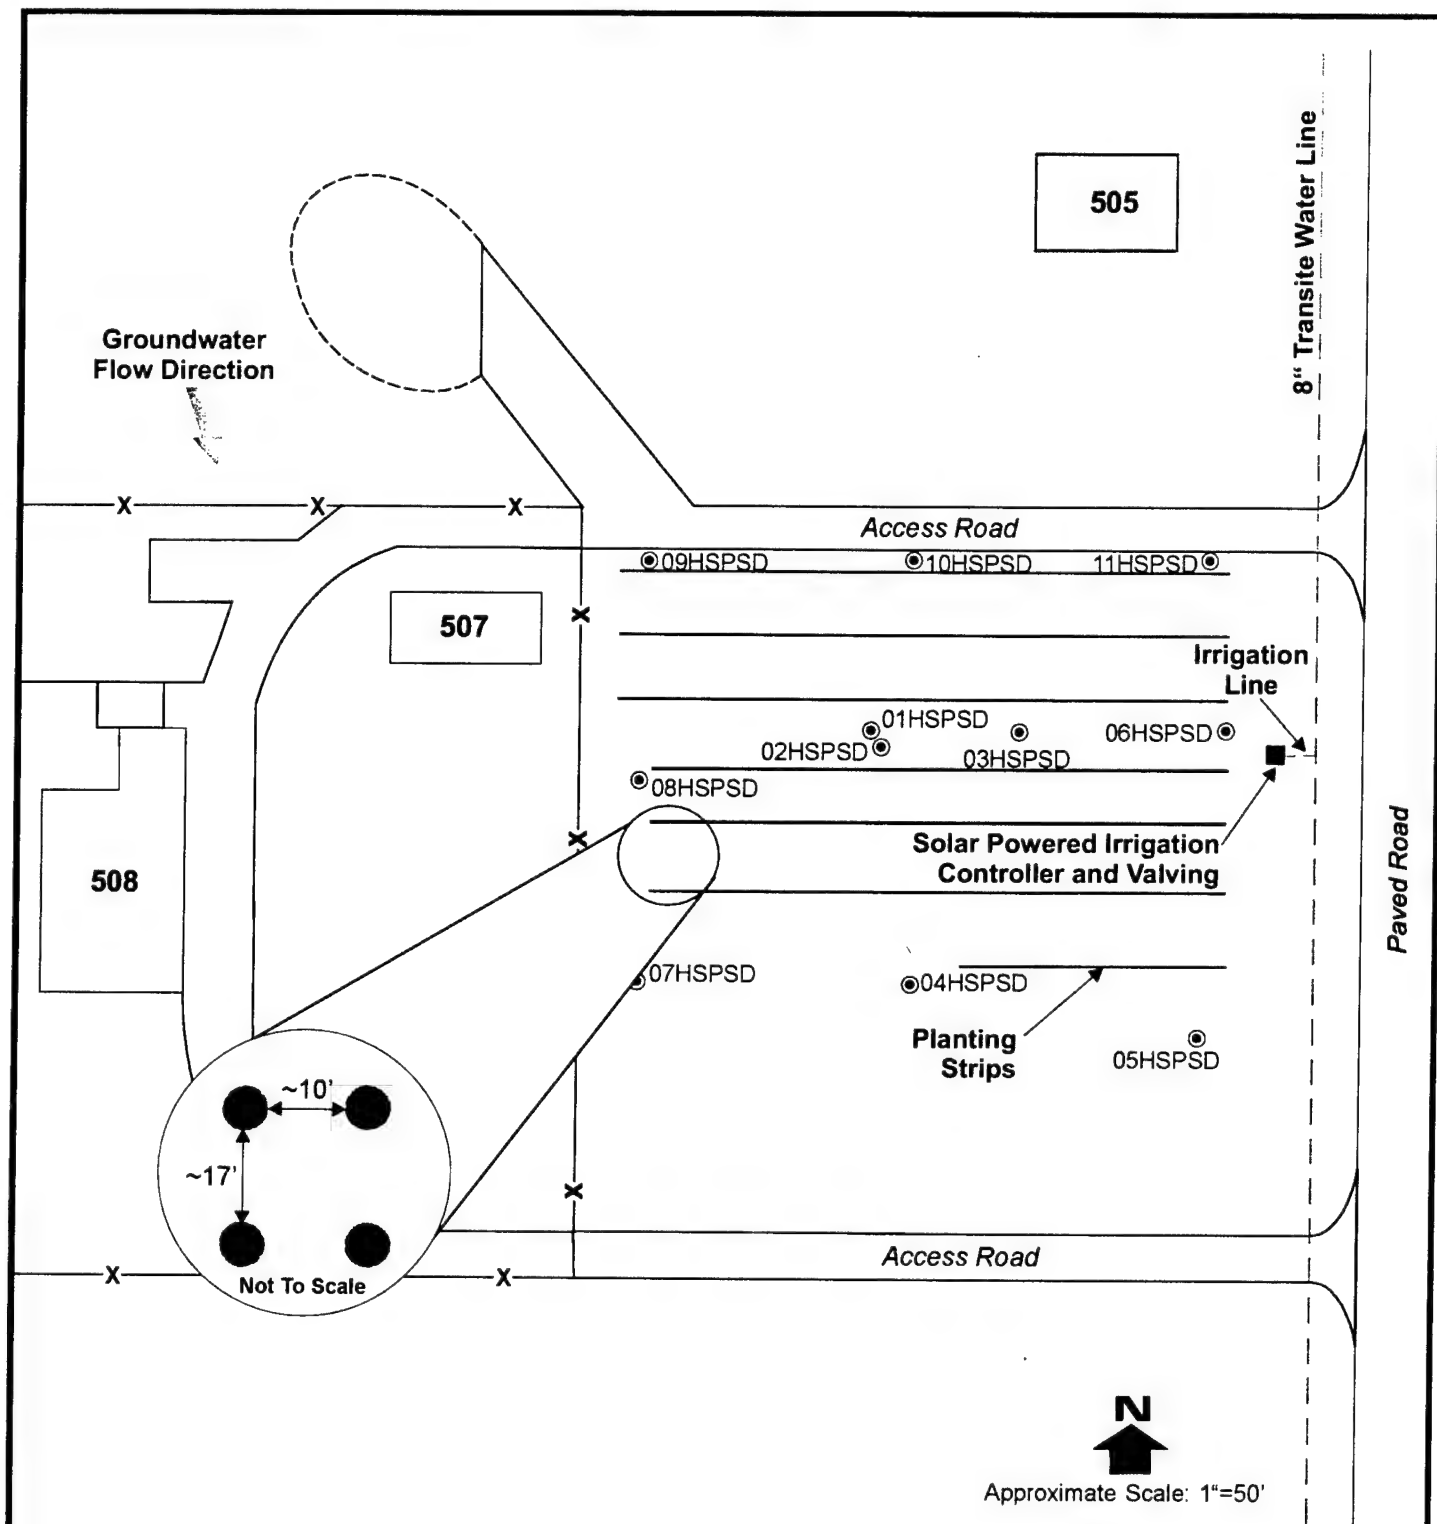 505
8" Transite Water Line
Groundwater
Flow Direction
X X X
Access Road
09HSPSD
10HSPSD
11HSPSD
507
X
Irrigation
Line
01HSPSD
02HSPSD
03HSPSD
06HSPSD
08HSPSD
X
Solar Powered Irrigation
Controller and Valving
508
Paved Road
07HSPSD
04HSPSD
Planting
Strips
05HSPSD
~10'
~17'
X
Not To Scale
Access Road
X X
N
Approximate Scale: 1"=50'